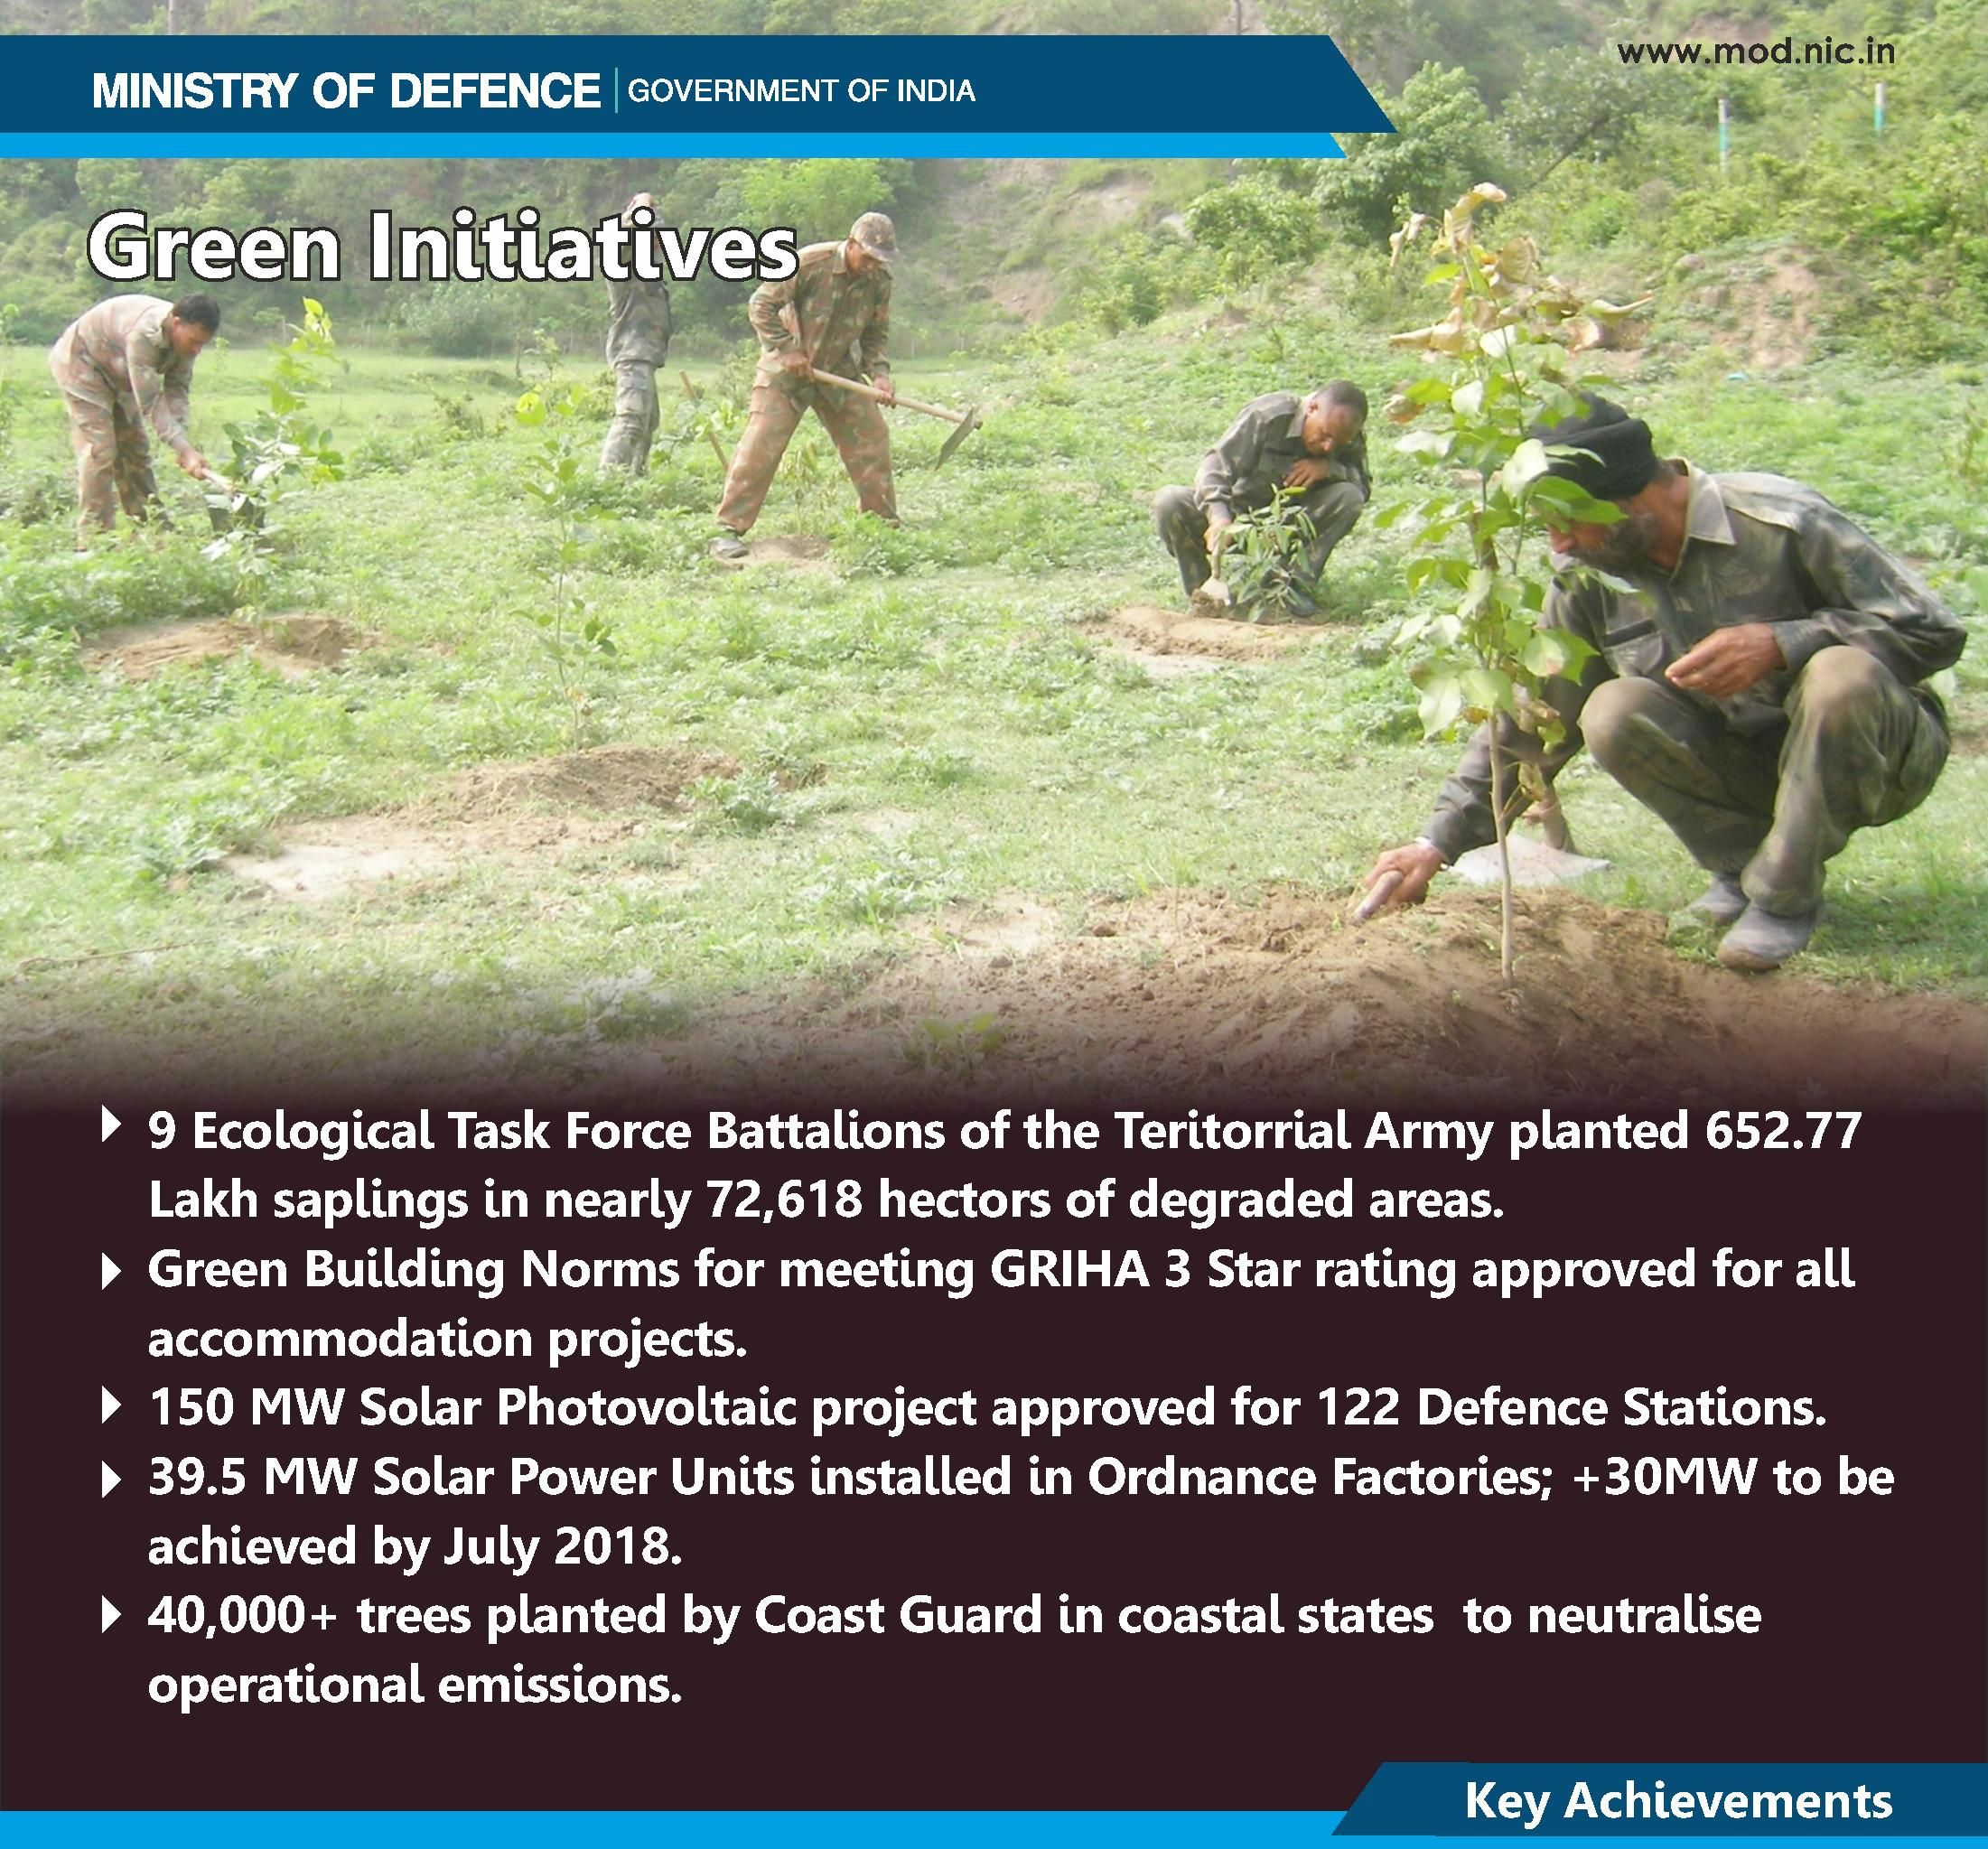 www.mod.nic.in
MINISTRY OF DEFENCE | GOVERNMENT OF INDIA
Green Initiatives
9 Ecological Task Force Battalions of the Teritorrial Army planted 652.77
Lakh saplings in nearly 72,618 hectors of degraded areas.
Green Building Norms for meeting GRIHA 3 Star rating approved for all
accommodation projects.
150 MW Solar Photovoltaic project approved for 122 Defence Stations.
39.5 MW Solar Power Units installed in Ordnance Factories; +30MW to be
achieved by July 2018.
40,000+ trees planted by Coast Guard in coastal states to neutralise
operational emissions.
Key Achievements